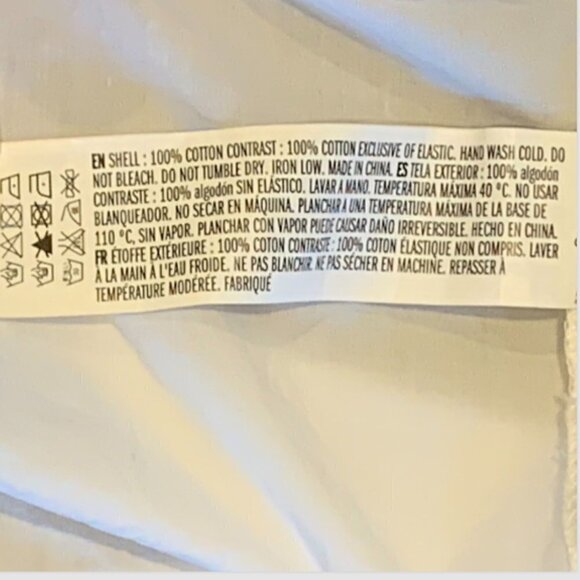 EN SHELL : 100% COTTON CONTRAST : 100% COTTON EXCLUSIVE OF ELASTIC. HAND WASH COLD. DO
NOT BLEACH. DO NOT TUMBLE DRY. IRON LOW. MADE IN CHINA. ES TELA EXTERIOR : 100% algodón
CONTRASTE : 100% algodón SIN ELÁSTICO. LAVAR A MANO. TEMPERATURA MÁXIMA 40 °C. NO USAR
BLANQUEADOR. NO SECAR EN MÁQUINA. PLANCHAR A UNA TEMPERATURA MÁXIMA DE LA BASE DE
110 °C, SIN VAPOR. PLANCHAR CON VAPOR PUEDE CAUSAR DAÑO IRREVERSIBLE. HECHO EN CHINA.
FR ÉTOFFE EXTÉRIEURE : 100% COTON CONTRASTE: 100% COTON ÉLASTIQUE NON COMPRIS. LAVER
À LA MAIN À L'EAU FROIDE. NE PAS BLANCHIR. NE PAS SÉCHER EN MACHINE. REPASSER À
TEMPÉRATURE MODÉRÉE. FABRIQUÉ